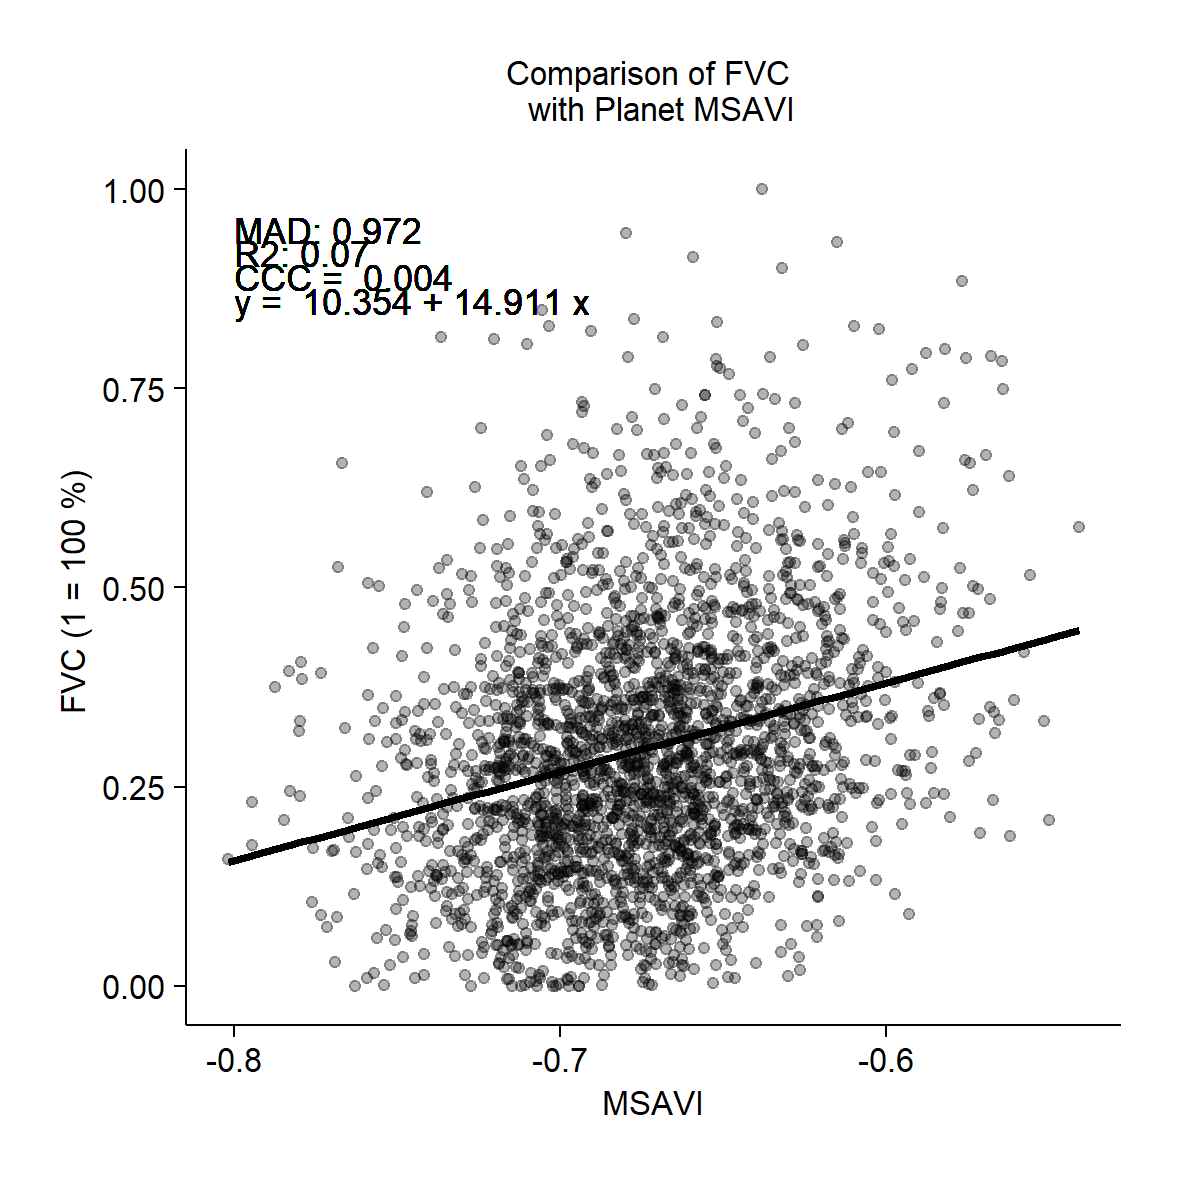 Comparison of FVC
with Planet MSAVI
1.00
0.75
0.50
0.25
0.00
FVC (1 = 100 %)
MAD: 0.972
R2: 0.07
CCC = 0.004
y = 10.354 + 14.911 x
-0.8
-0.7
-0.6
MSAVI